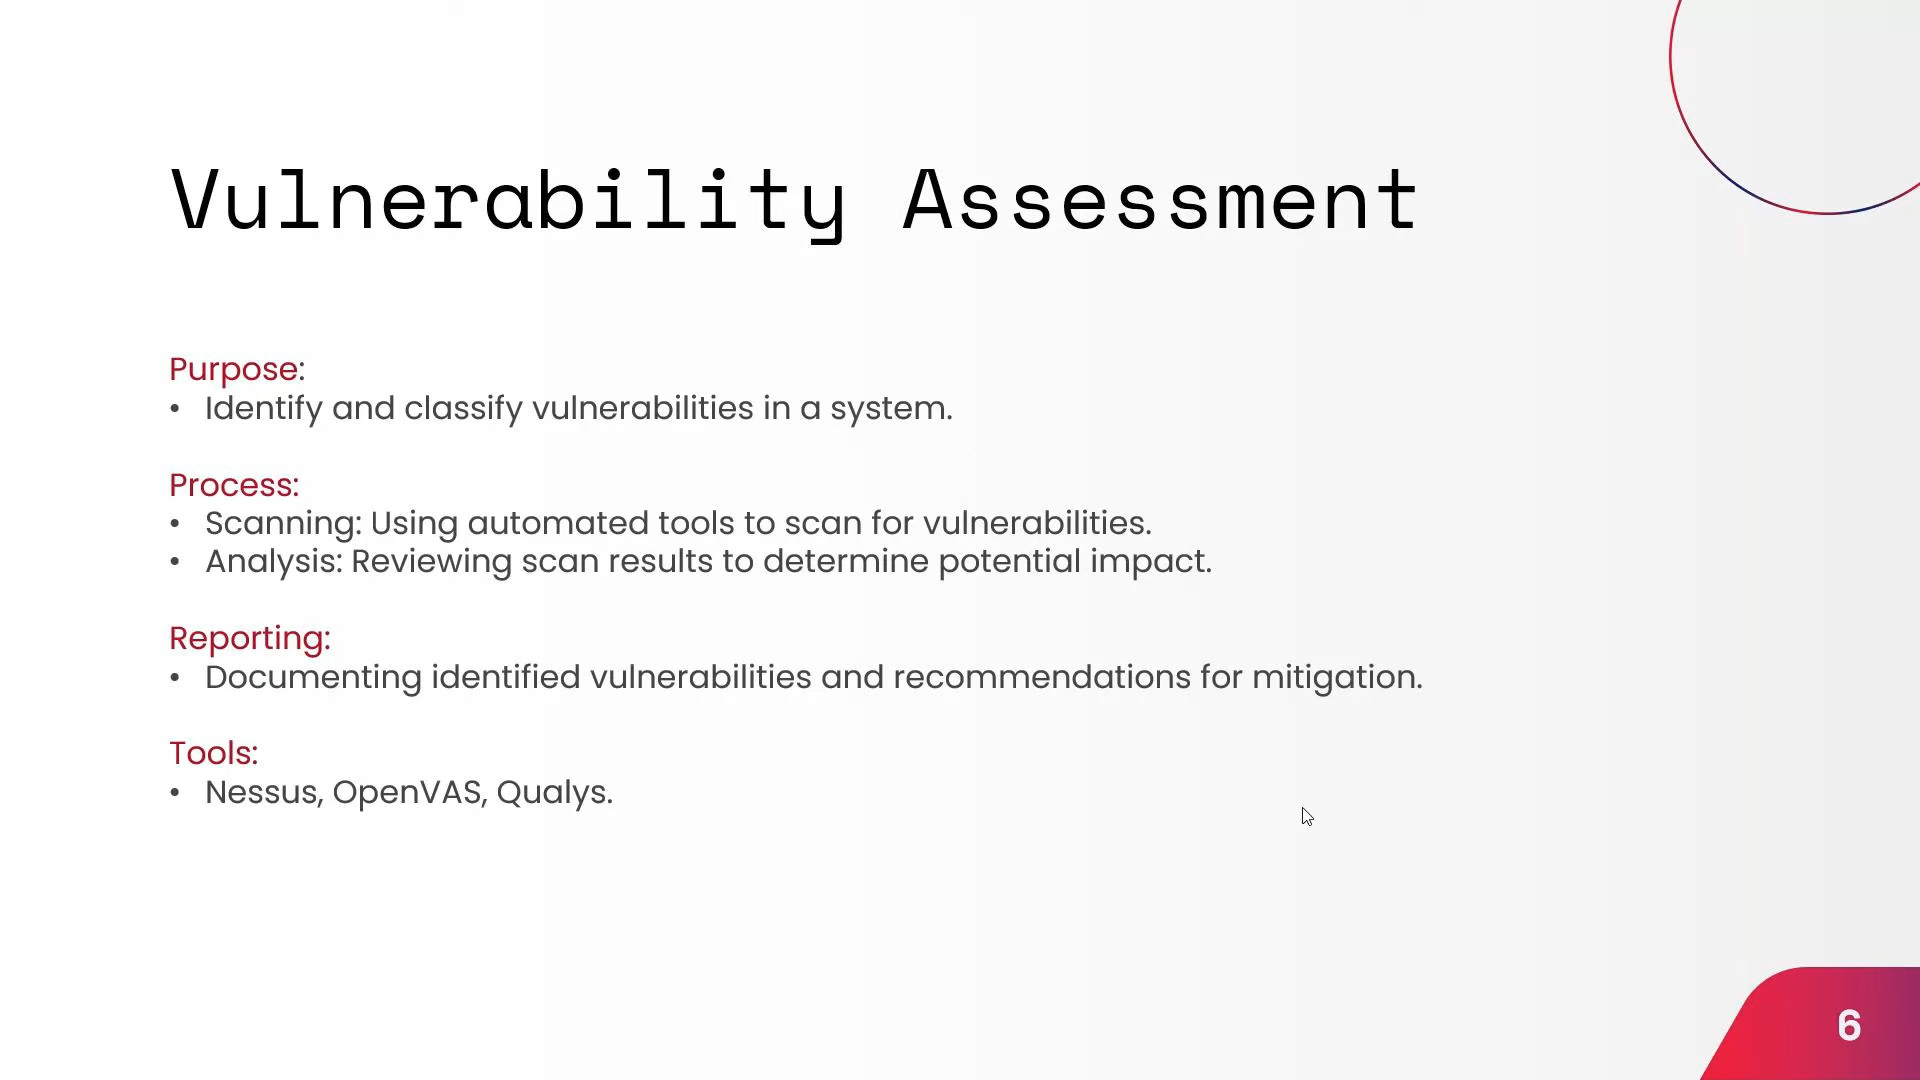 Vulnerability Assessment
Purpose:
• Identify and classify vulnerabilities in a system.
Process:
• Scanning: Using automated tools to scan for vulnerabilities.
• Analysis: Reviewing scan results to determine potential impact.
Reporting:
• Documenting identified vulnerabilities and recommendations for mitigation.
Tools:
• Nessus, OpenVAS, Qualys.
6